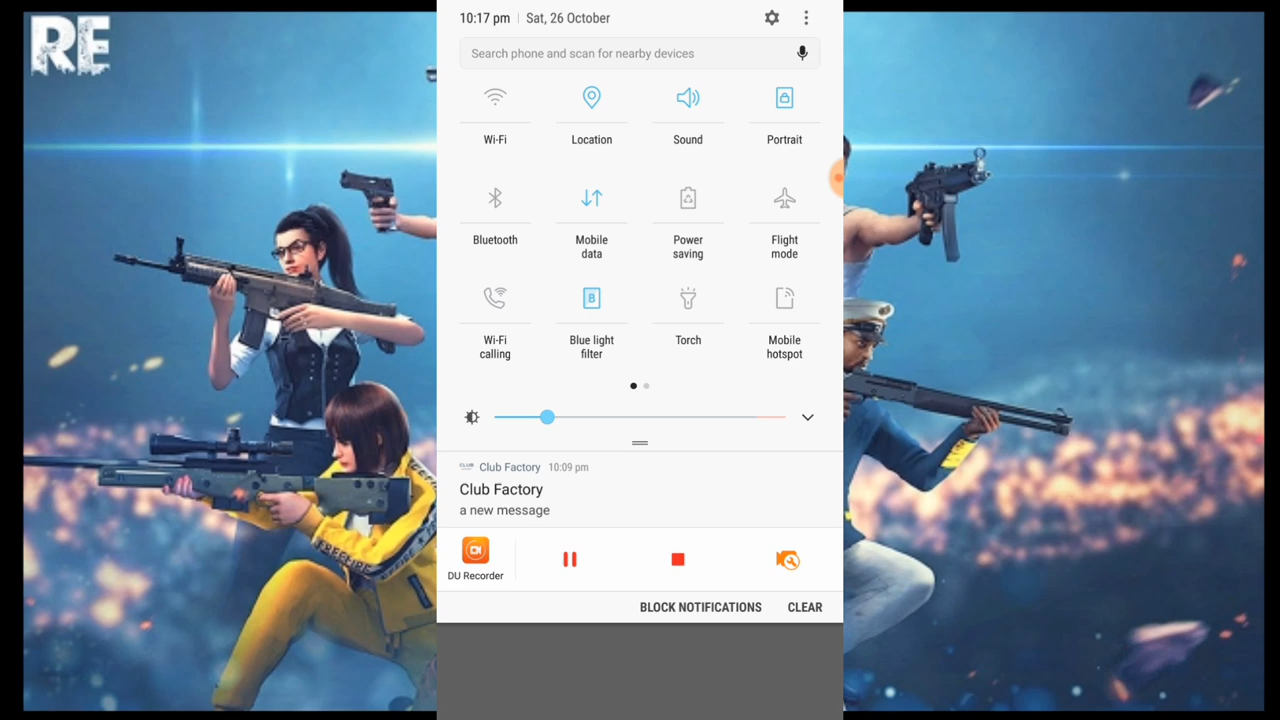 RE
10:17 pm | Sat, 26 October
Search phone and scan for nearby devices
Wi-Fi
Location
Sound
Portrait
Bluetooth
Mobile
data
Power
saving
Flight
mode
B
Wi-Fi
calling
Blue light
filter
Torch
Mobile
hotspot
CLUB Club Factory 10:09 pm
Club Factory
a new message
DU Recorder
BLOCK NOTIFICATIONS CLEAR
FREEFIRE